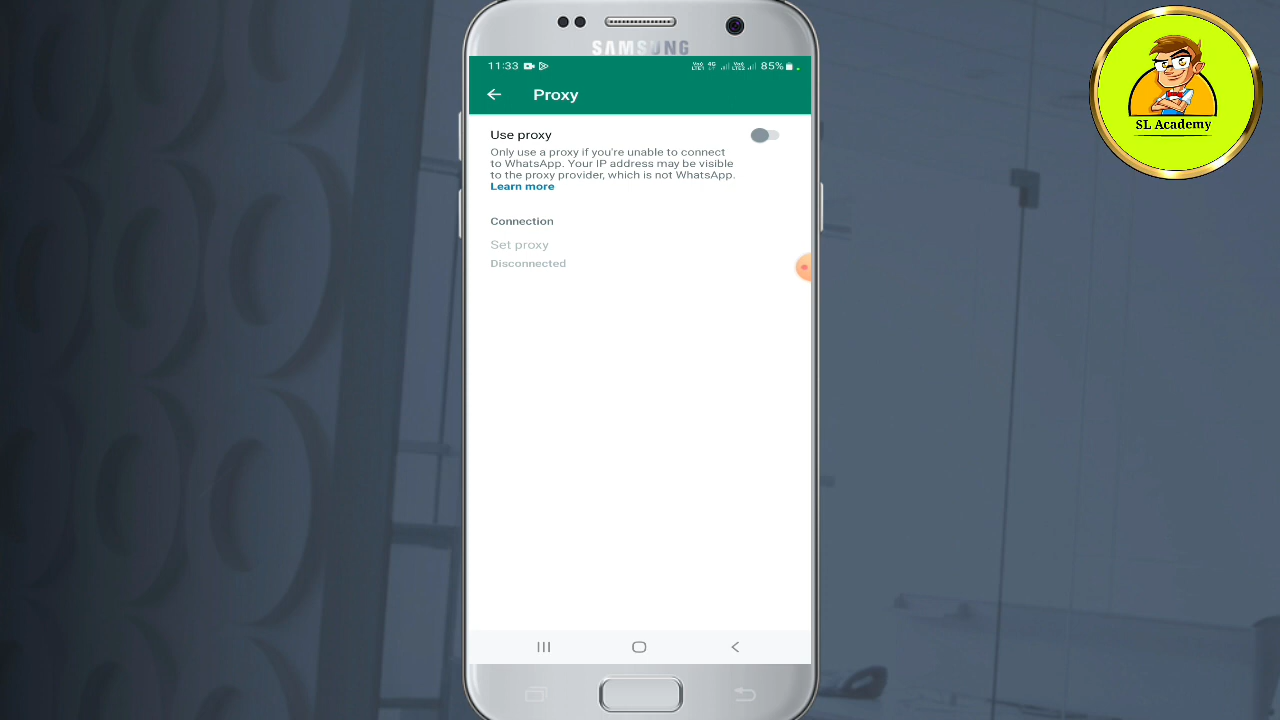 SAMSUNG
11:33
85%
Proxy
Use proxy
Only use a proxy if you're unable to connect
to WhatsApp. Your IP address may be visible
to the proxy provider, which is not WhatsApp.
Learn more
Connection
Set proxy
Disconnected
SL Academy